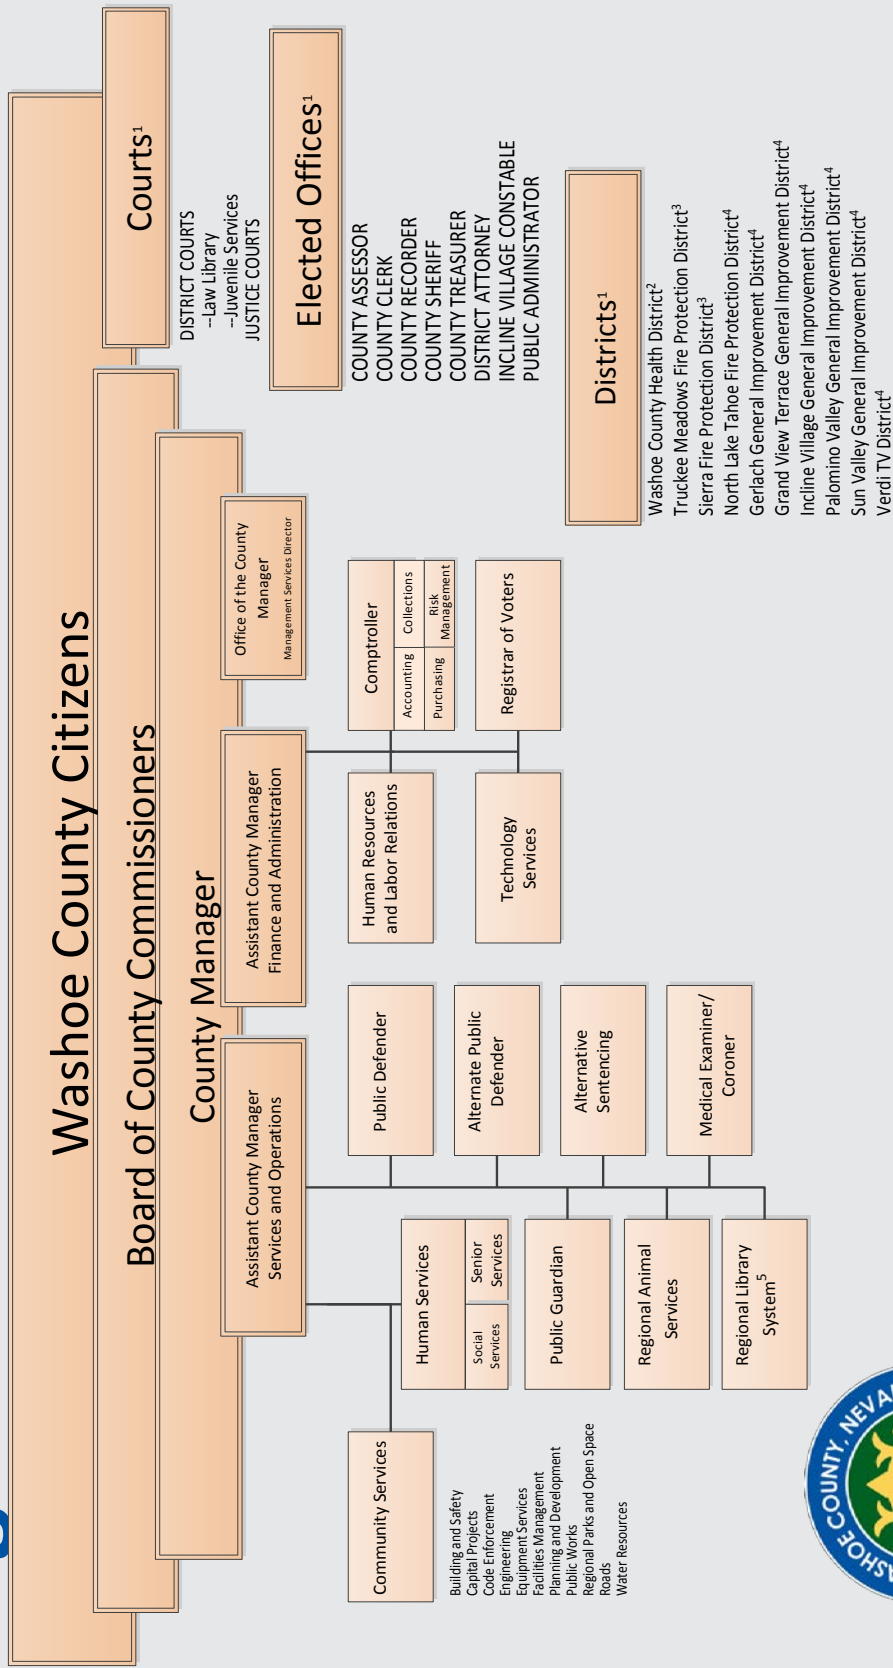 Washoe County Citizens
Board of County Commissioners
County Manager
Assistant County Manager
Services and Operations
Assistant County Manager
Finance and Administration
Office of the County
Manager
Management Services Director
Community Services
Building and Safety
Capital Projects
Code Enforcement
Engineering
Equipment Services
Facilities Management
Planning and Development
Public Works
Regional Parks and Open Space
Roads
Water Resources
Human Services
Social
Services
Senior
Services
Public Guardian
Regional Animal
Services
Regional Library
System⁵
Public Defender
Alternate Public
Defender
Alternative
Sentencing
Medical Examiner/
Coroner
Human Resources
and Labor Relations
Technology
Services
Comptroller
Accounting
Collections
Purchasing
Risk
Management
Registrar of Voters
Courts¹
DISTRICT COURTS
--Law Library
--Juvenile Services
JUSTICE COURTS
Elected Offices¹
COUNTY ASSESSOR
COUNTY CLERK
COUNTY RECORDER
COUNTY SHERIFF
COUNTY TREASURER
DISTRICT ATTORNEY
INCLINE VILLAGE CONSTABLE
PUBLIC ADMINISTRATOR
Districts¹
Washoe County Health District²
Truckee Meadows Fire Protection District³
Sierra Fire Protection District³
North Lake Tahoe Fire Protection District⁴
Gerlach General Improvement District⁴
Grand View Terrace General Improvement District⁴
Incline Village General Improvement District⁴
Palomino Valley General Improvement District⁴
Sun Valley General Improvement District⁴
Verdi TV District⁴
COUNTY,